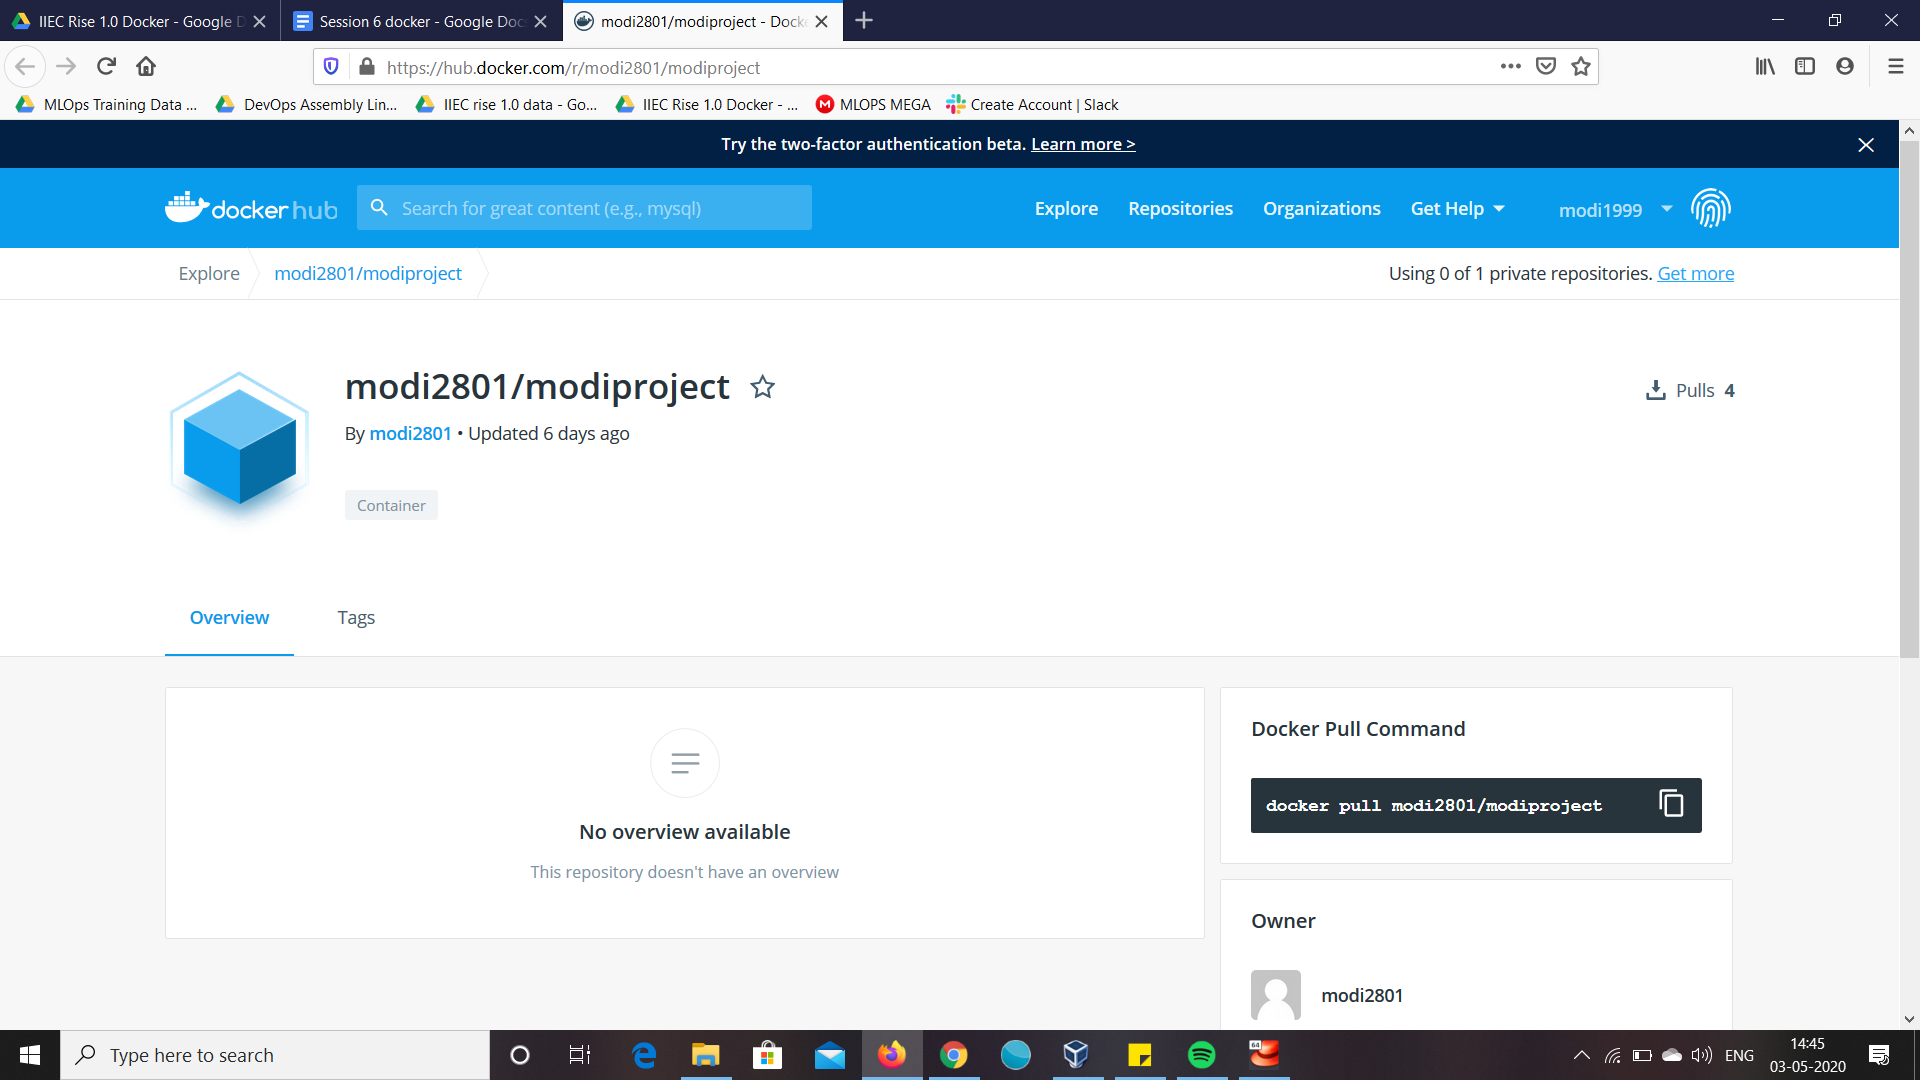 IIEC Rise 1.0 Docker - Google D
Session 6 docker - Google Doc
modi2801/modiproject - Docke
https://hub.docker.com/r/modi2801/modiproject
MLOps Training Data ...
DevOps Assembly Lin...
IIEC rise 1.0 data - Go...
IIEC Rise 1.0 Docker - ...
M
MLOPS MEGA
Create Account | Slack
Try the two-factor authentication beta. Learn more >
docker hub
Search for great content (e.g., mysql)
Explore
Repositories
Organizations
Get Help
modi1999
Explore
modi2801/modiproject
Using 0 of 1 private repositories. Get more
modi2801/modiproject
Pulls 4
By modi2801 • Updated 6 days ago
Container
Overview
Tags
No overview available
This repository doesn't have an overview
Docker Pull Command
docker pull modi2801/modiproject
Owner
modi2801
Type here to search
64
ENG
14:45
03-05-2020